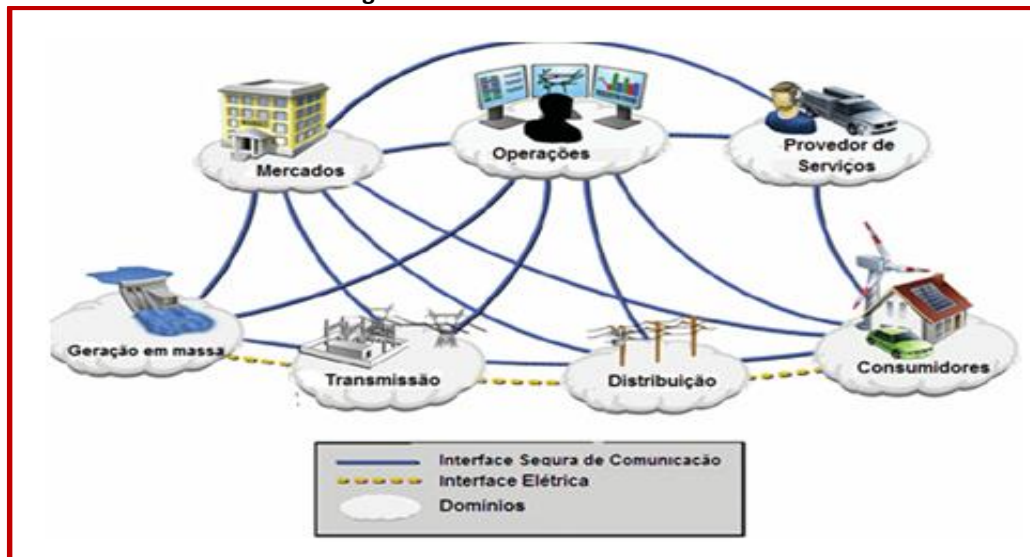 Mercados
Operações
Provedor de
Serviços
Geração em massa
Transmissão
Distribuição
Consumidores
Interface Segura de Comunicação
Interface Elétrica
Domínios